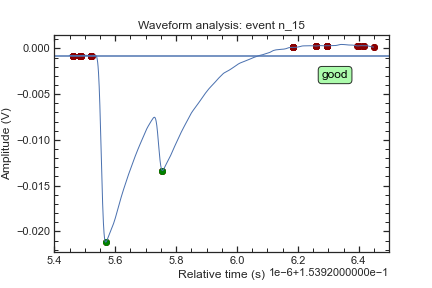 Waveform analysis: event n_15
0.000
−0.005
−0.010
−0.015
−0.020
Amplitude (V)
good
5.4 5.6 5.8 6.0 6.2 6.4
Relative time (s) 1e−6+1.5392000000e−1